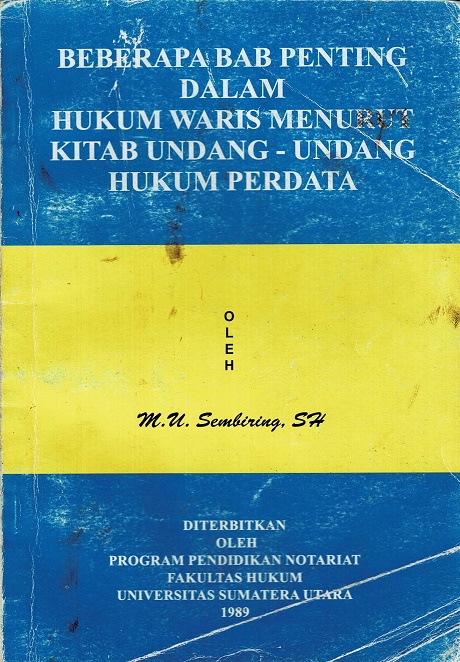 BEBERAPA BAB PENTING
DALAM
HUKUM WARIS MENURUT
KITAB UNDANG - UNDANG
HUKUM PERDATA
O
L
E
H
M.U. Sembiring, SH
DITERBITKAN
OLEH
PROGRAM PENDIDIKAN NOTARIAT
FAKULTAS HUKUM
UNIVERSITAS SUMATERA UTARA
1989